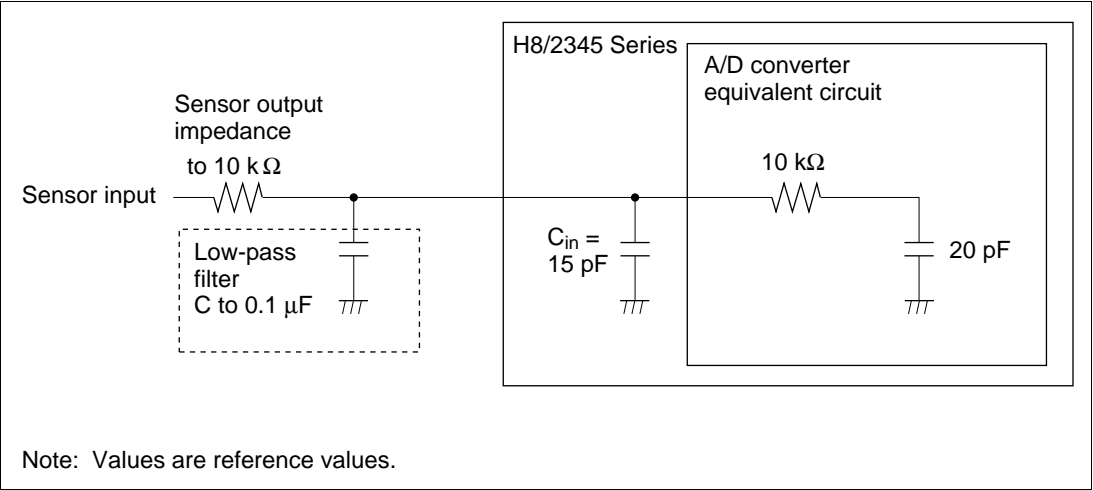 H8/2345 Series
A/D converter
equivalent circuit
Sensor output
impedance
to 10 kΩ
10 kΩ
Sensor input
Low-pass
filter
C to 0.1 μF
Cin =
15 pF
20 pF
Note: Values are reference values.